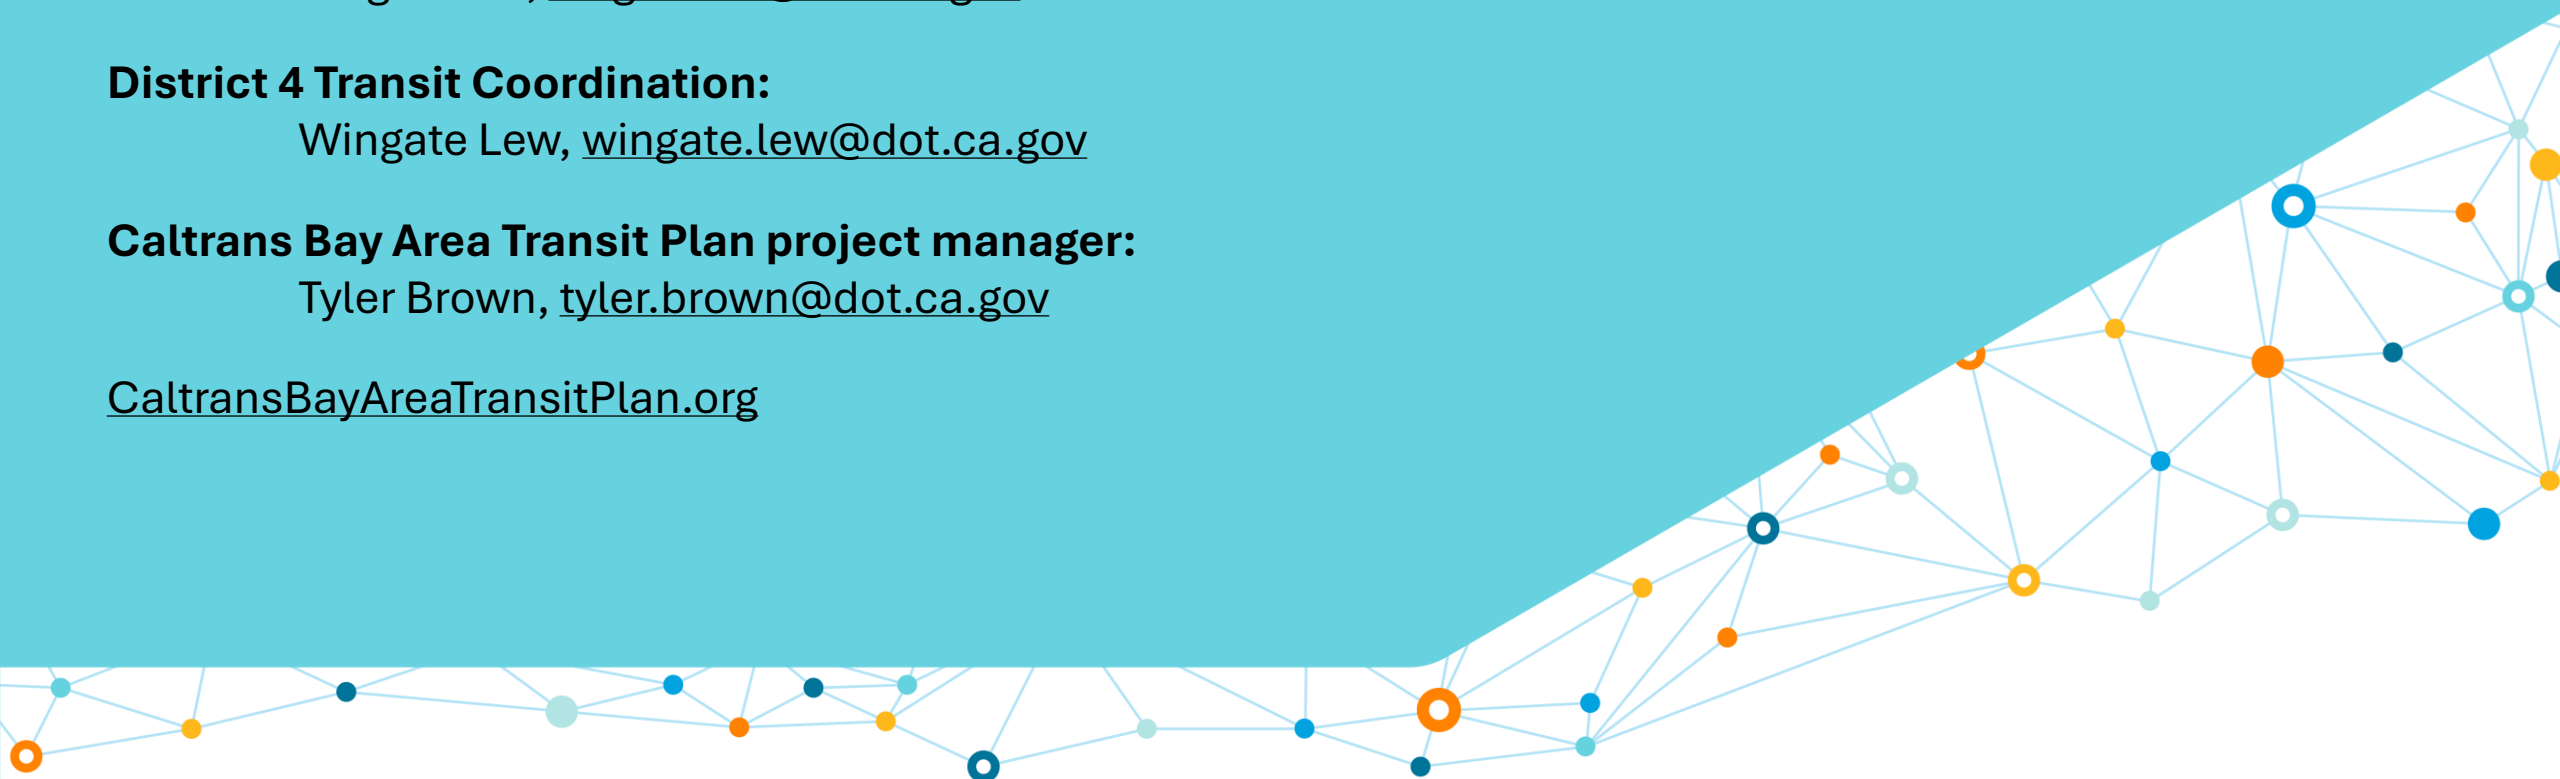 District 4 Transit Coordination:
Wingate Lew, wingate.lew@dot.ca.gov
Caltrans Bay Area Transit Plan project manager:
Tyler Brown, tyler.brown@dot.ca.gov
CaltransBayAreaTransitPlan.org